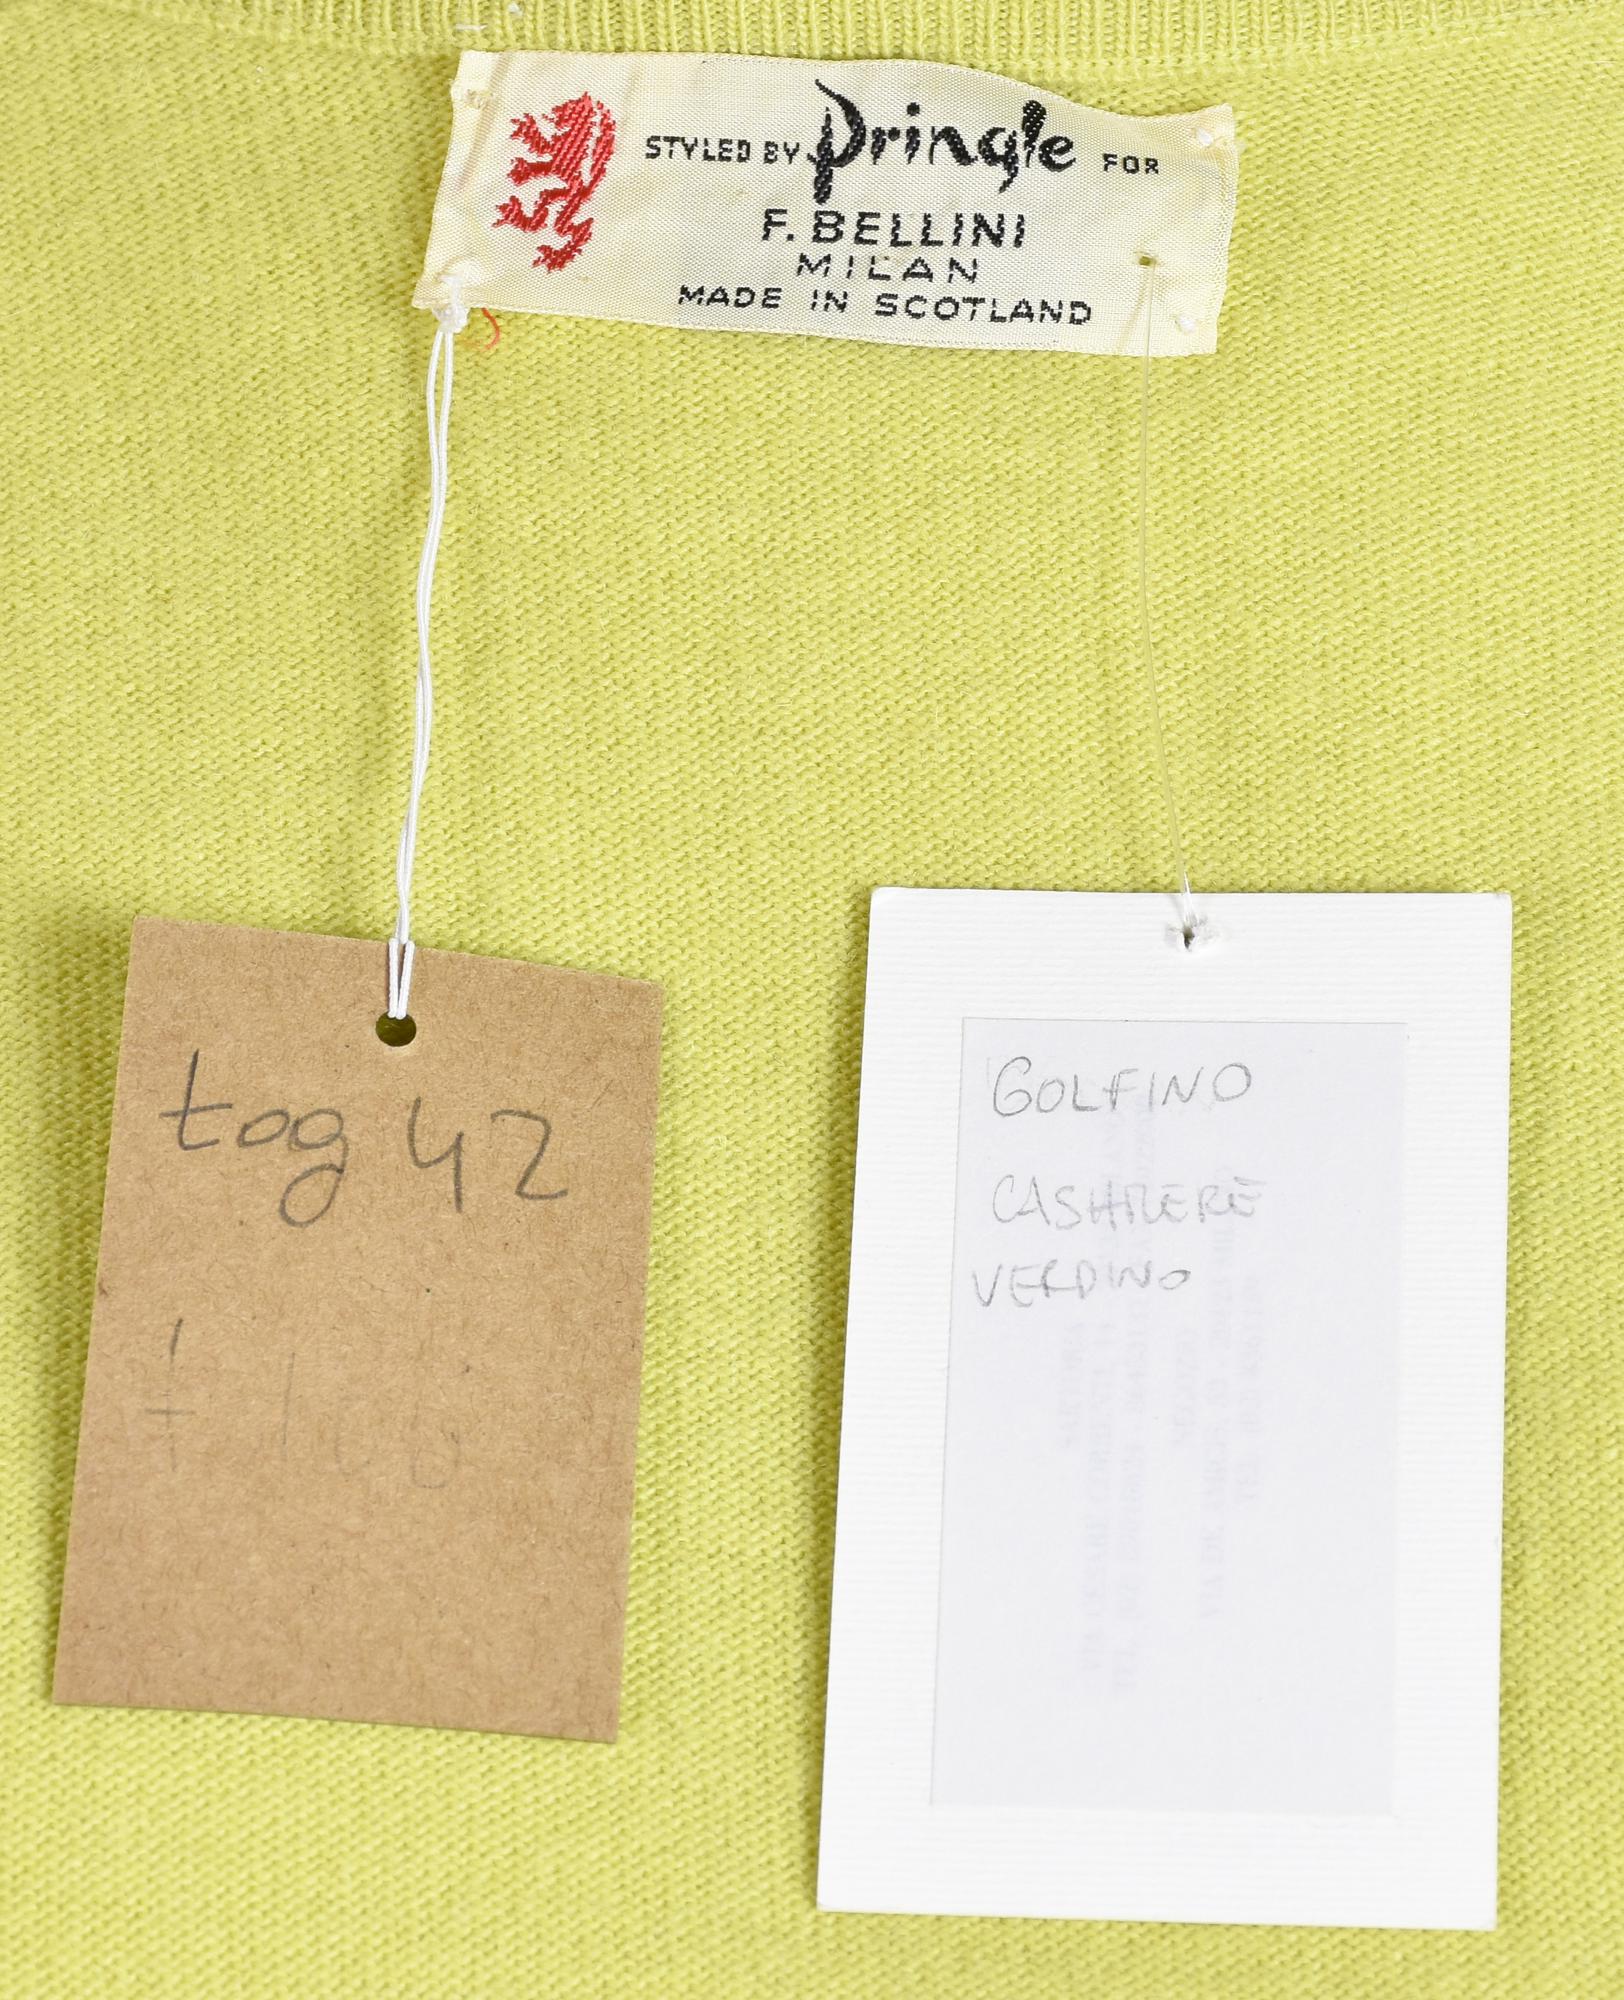 STYLED BY Pringle FOR
F. BELLINI
MILAN
MADE IN SCOTLAND
tag 42
GOLFINO
CASHMERE
VERDINO